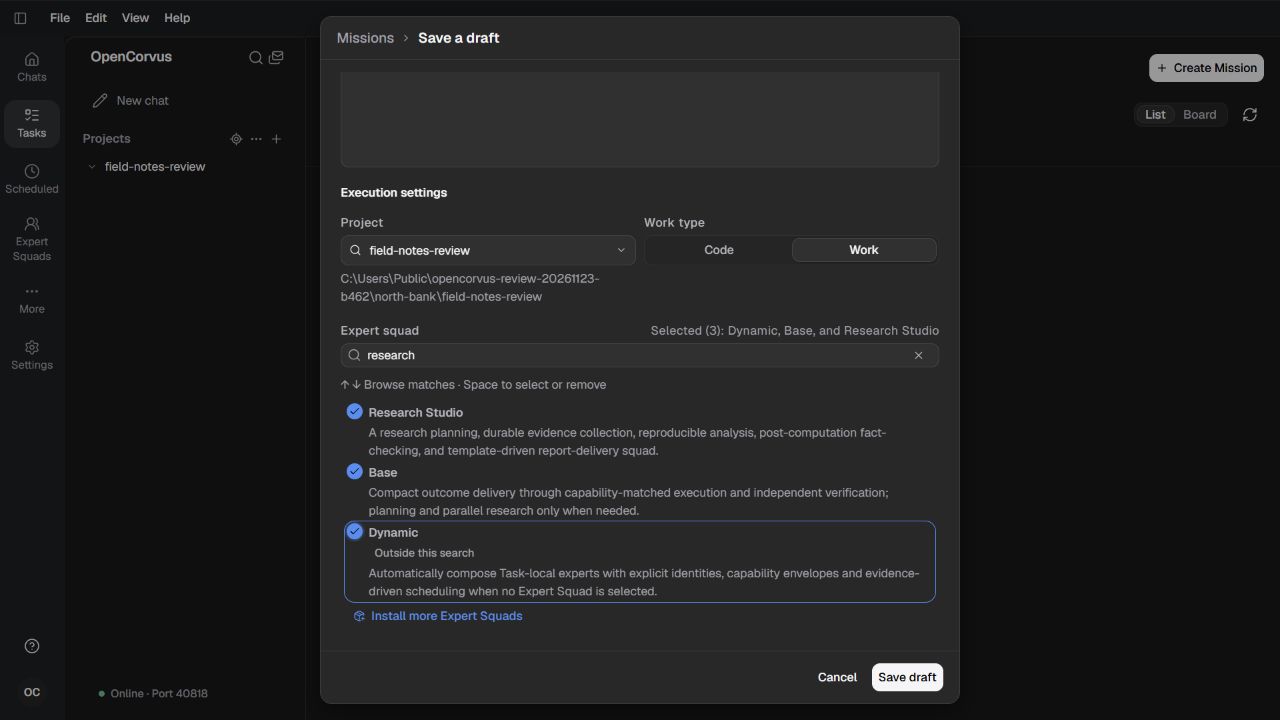 File Edit View Help
Missions › Save a draft
OpenCorvus
Create Mission
Chats
New chat
List Board
Tasks
Projects
field-notes-review
Scheduled
Expert Squads
More
Settings
Execution settings
Project
Work type
field-notes-review
Code
Work
C:\Users\Public\opencorvus-review-20261123-
b462\north-bank\field-notes-review
Expert squad
Selected (3): Dynamic, Base, and Research Studio
research
↑↓ Browse matches · Space to select or remove
Research Studio
A research planning, durable evidence collection, reproducible analysis, post-computation fact-
checking, and template-driven report-delivery squad.
Base
Compact outcome delivery through capability-matched execution and independent verification;
planning and parallel research only when needed.
Dynamic
Outside this search
Automatically compose Task-local experts with explicit identities, capability envelopes and evidence-
driven scheduling when no Expert Squad is selected.
Install more Expert Squads
Cancel
Save draft
OC
Online · Port 40818